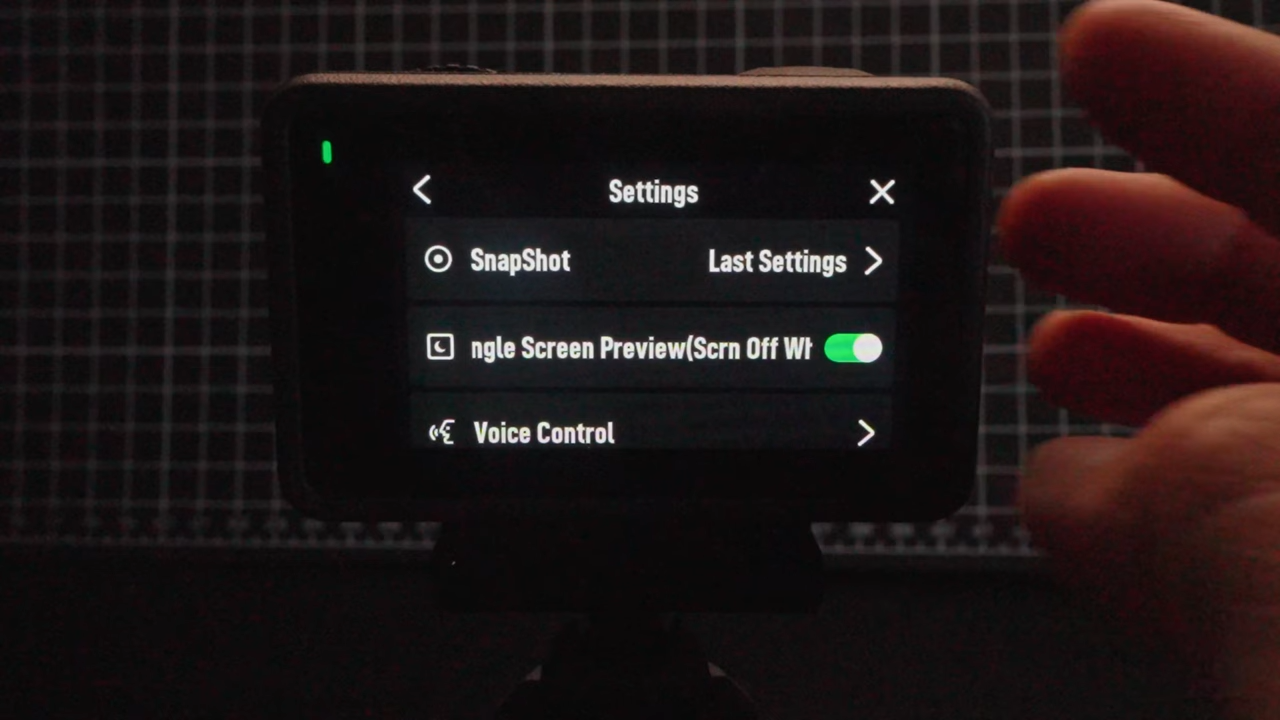 Settings
SnapShot Last Settings
ngle Screen Preview(Scrn Off Wh
Voice Control